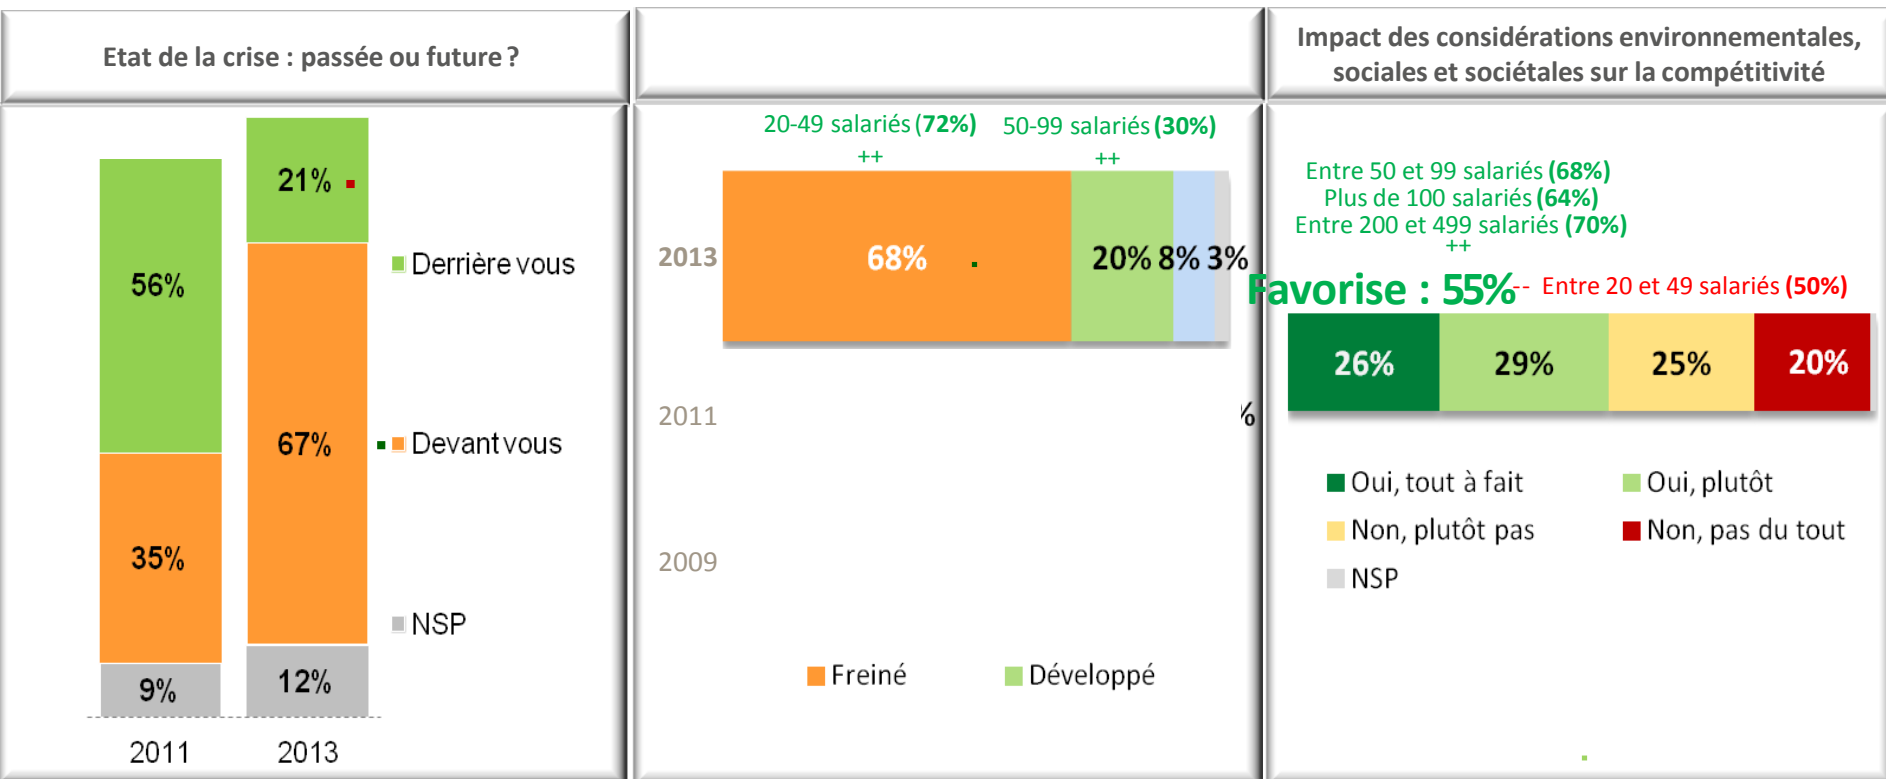 Etat de la crise : passée ou future ?
56%
35%
9%
2011
21%
67%
12%
2013
Derrière vous
Devant vous
NSP
20-49 salariés (72%)
50-99 salariés (30%)
++
++
2013
68%
20%
8%
3%
2011
%
2009
Freiné
Développé
Impact des considérations environnementales,
sociales et sociétales sur la compétitivité
Entre 50 et 99 salariés (68%)
Plus de 100 salariés (64%)
Entre 200 et 499 salariés (70%)
++
Favorise : 55%
-- Entre 20 et 49 salariés (50%)
26%
29%
25%
20%
Oui, tout à fait
Oui, plutôt
Non, plutôt pas
Non, pas du tout
NSP